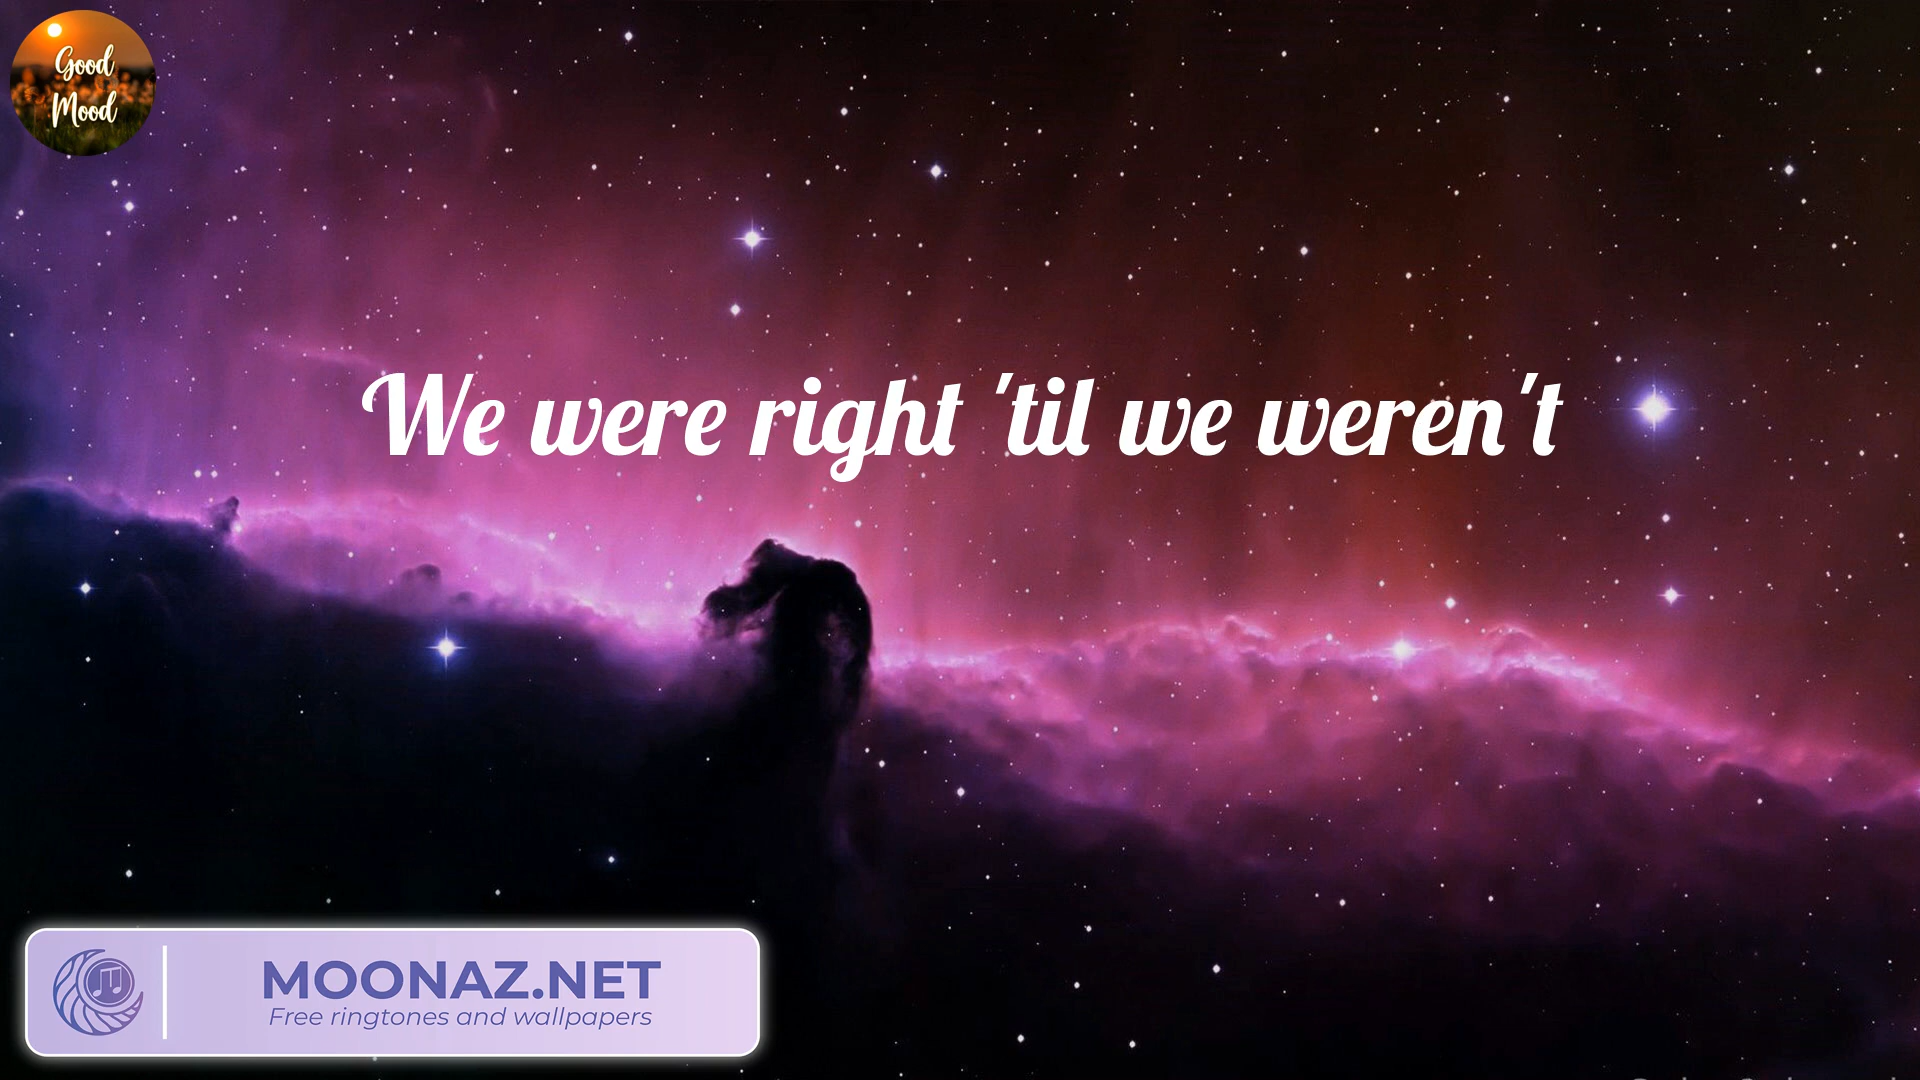 Good
Mood
We were right 'til we weren't
MOONAZ.NET
Free ringtones and wallpapers